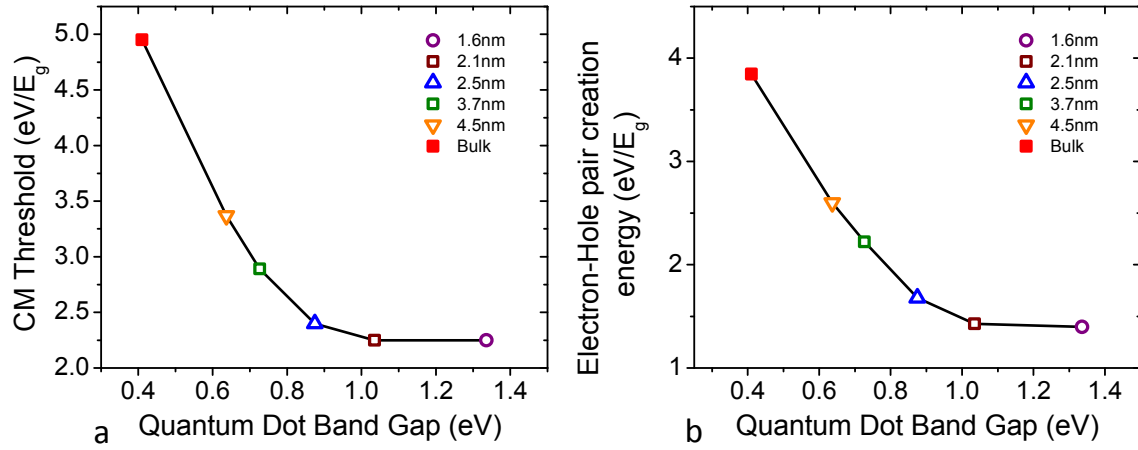 CM Threshold (eV/E_g)
5.0
4.5
4.0
3.5
3.0
2.5
2.0
1.6nm
2.1nm
2.5nm
3.7nm
4.5nm
Bulk
0.4 0.6 0.8 1.0 1.2 1.4
Quantum Dot Band Gap (eV)
a
Electron-Hole pair creation
energy (eV/E_g)
4
3
2
1
1.6nm
2.1nm
2.5nm
3.7nm
4.5nm
Bulk
0.4 0.6 0.8 1.0 1.2 1.4
Quantum Dot Band Gap (eV)
b